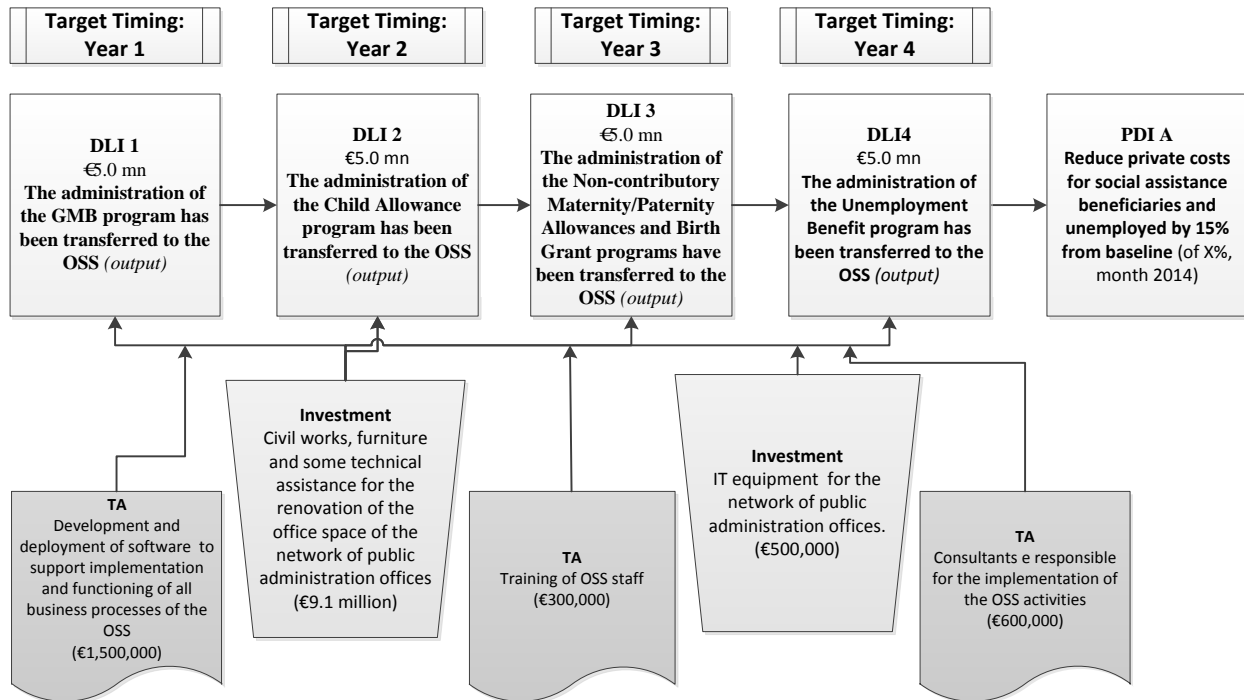 Target Timing:
Year 1
Target Timing:
Year 2
Target Timing:
Year 3
Target Timing:
Year 4
DLI 1
€5.0 mn
The administration of
the GMB program has
been transferred to the
OSS (output)
DLI 2
€5.0 mn
The administration of
the Child Allowance
program has been
transferred to the OSS
(output)
DLI 3
€5.0 mn
The administration of
the Non-contributory
Maternity/Paternity
Allowances and Birth
Grant programs have
been transferred to the
OSS (output)
DLI4
€5.0 mn
The administration of
the Unemployment
Benefit program has
been transferred to the
OSS (output)
PDI A
Reduce private costs
for social assistance
beneficiaries and
unemployed by 15%
from baseline (of X%,
month 2014)
TA
Development and
deployment of software to
support implementation
and functioning of all
business processes of the
OSS
(€1,500,000)
Investment
Civil works, furniture
and some technical
assistance for the
renovation of the
office space of the
network of public
administration offices
(€9.1 million)
TA
Training of OSS staff
(€300,000)
Investment
IT equipment for the
network of public
administration offices.
(€500,000)
TA
Consultants e responsible
for the implementation of
the OSS activities
(€600,000)